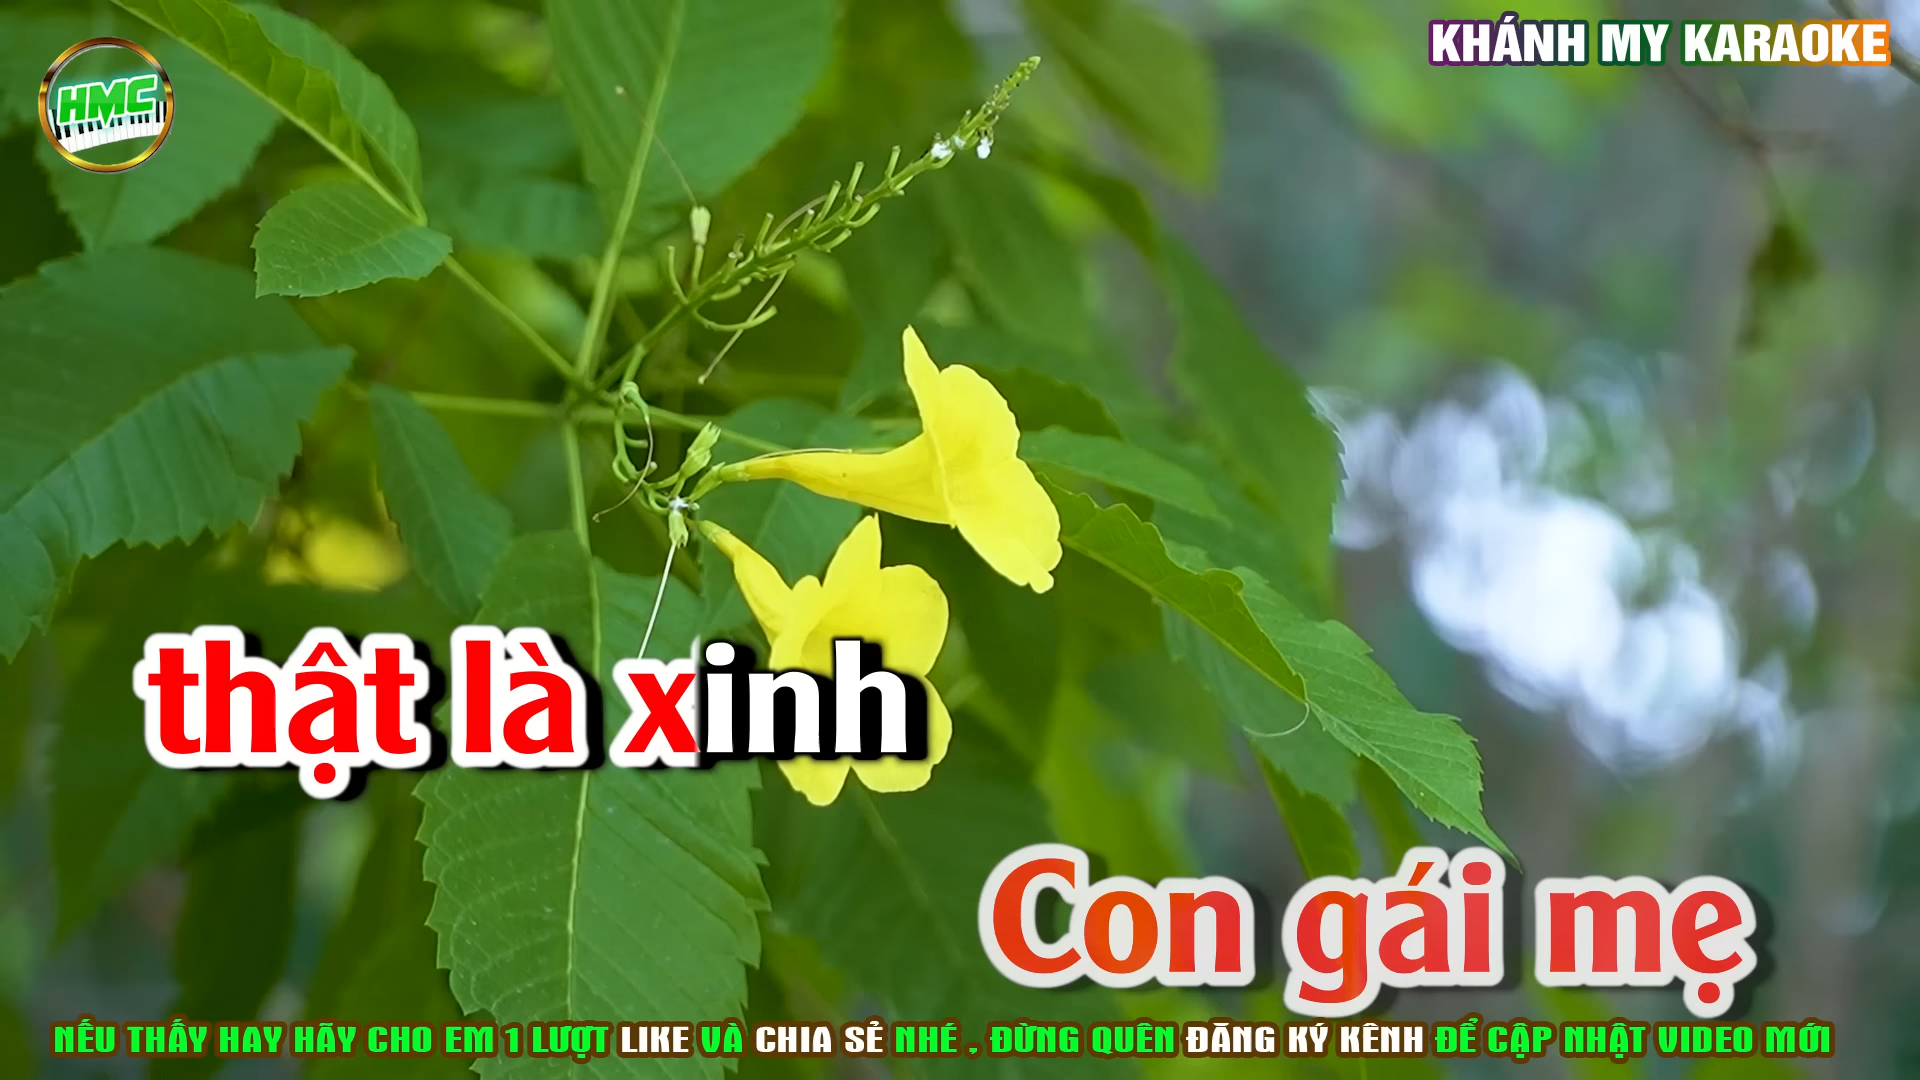 KHÁNH MY KARAOKE
HMC
thật là xinh
Con gái mẹ
NẾU THẤY HAY HÃY CHO EM 1 LƯỢT LIKE VÀ CHIA SẺ NHÉ , ĐỪNG QUÊN ĐĂNG KÝ KÊNH ĐỂ CẬP NHẬT VIDEO MỚI